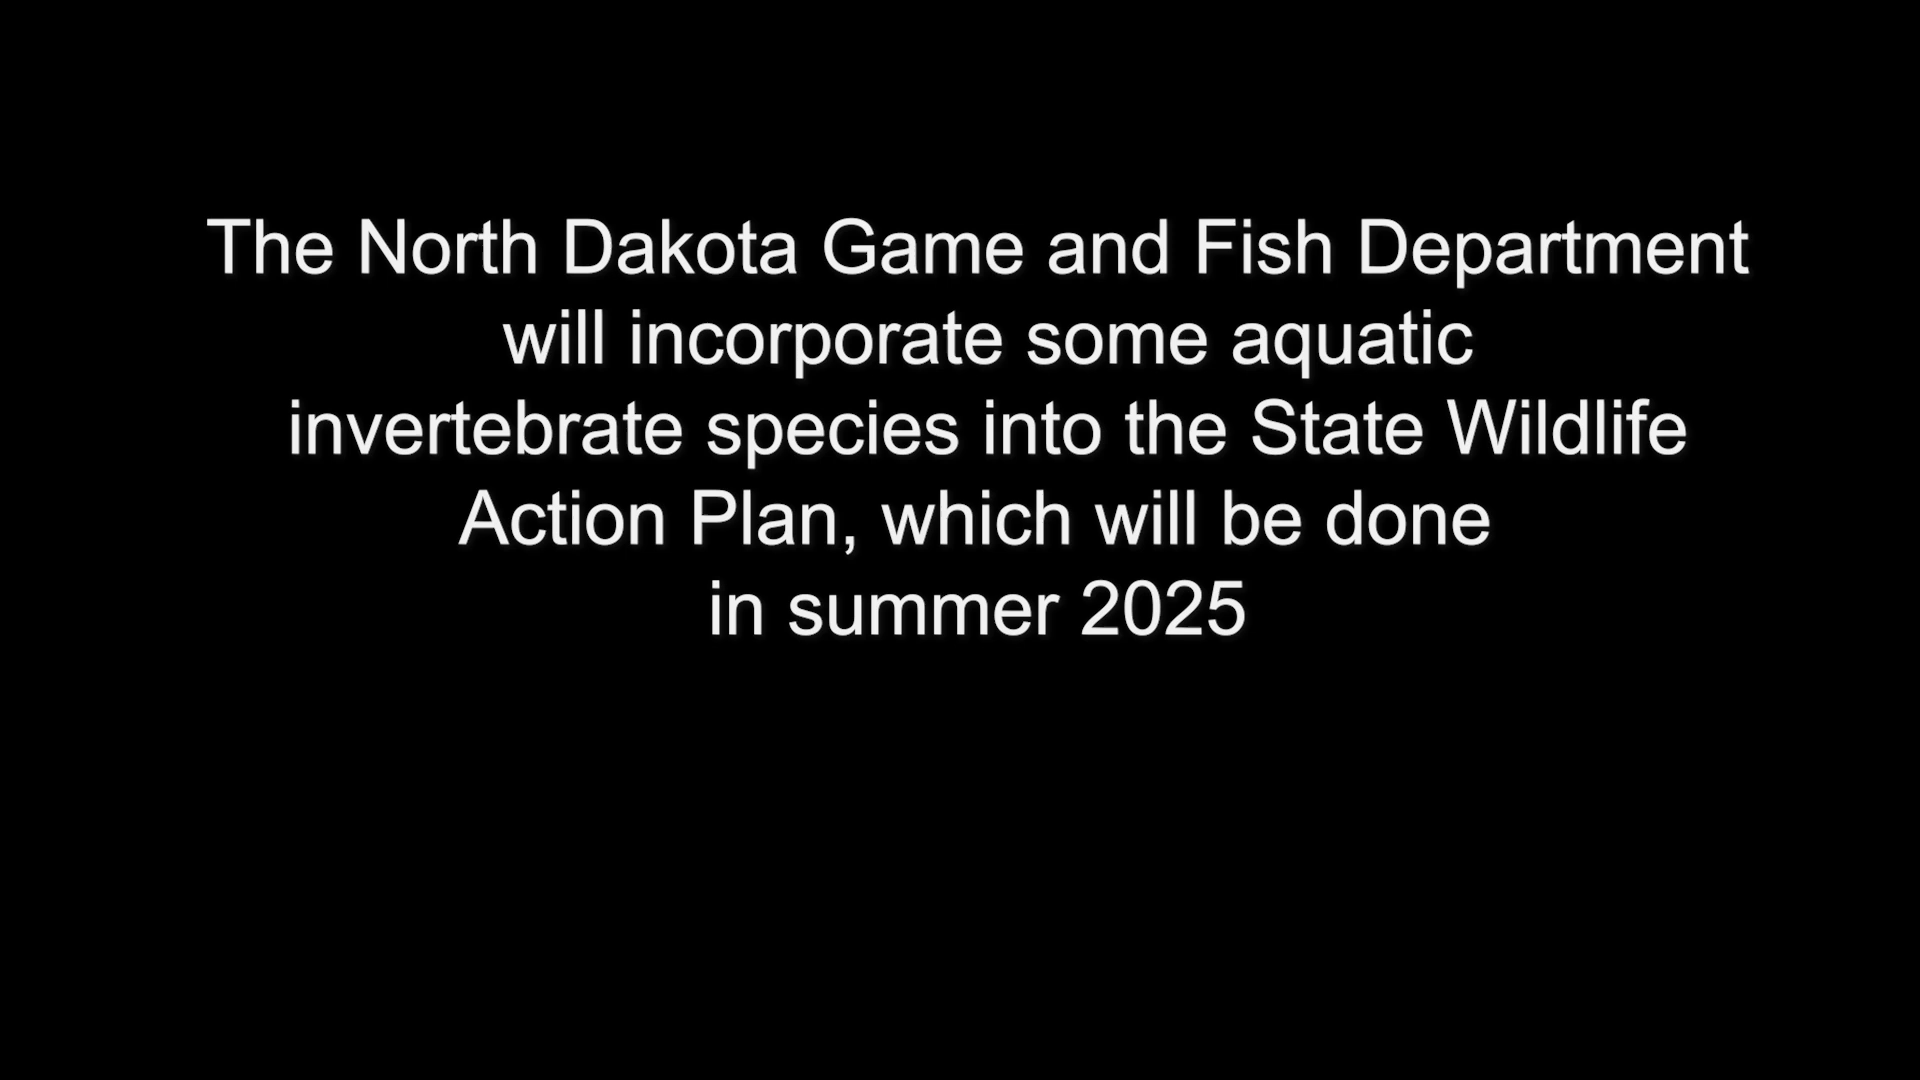 The North Dakota Game and Fish Department
will incorporate some aquatic
invertebrate species into the State Wildlife
Action Plan, which will be done
in summer 2025